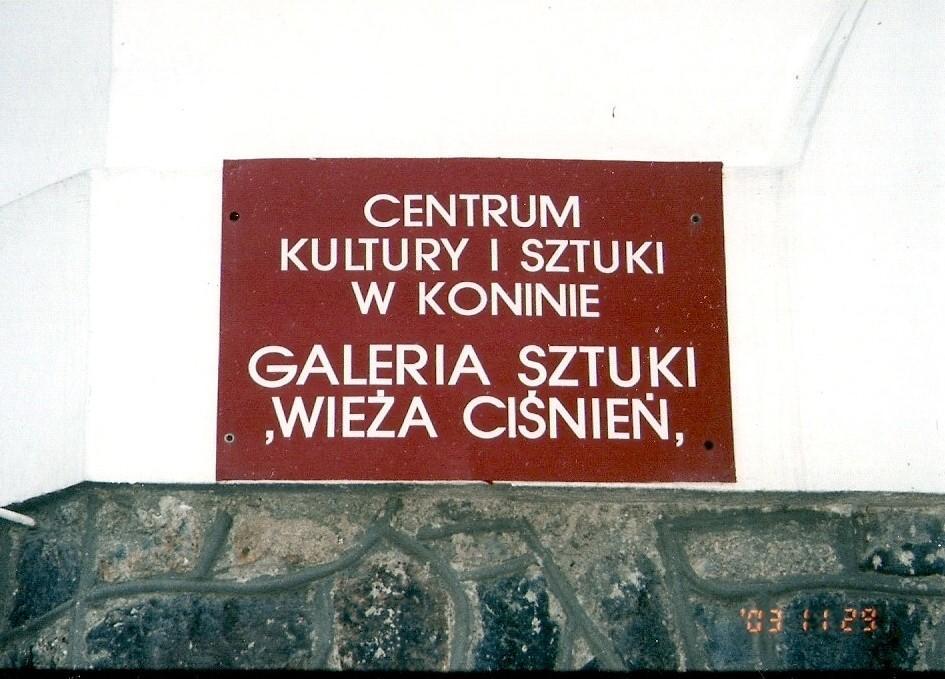 CENTRUM
KULTURY I SZTUKI
W KONINIE
GALERIA SZTUKI
,WIEŻA CIŚNIEŃ,
'03 11 29